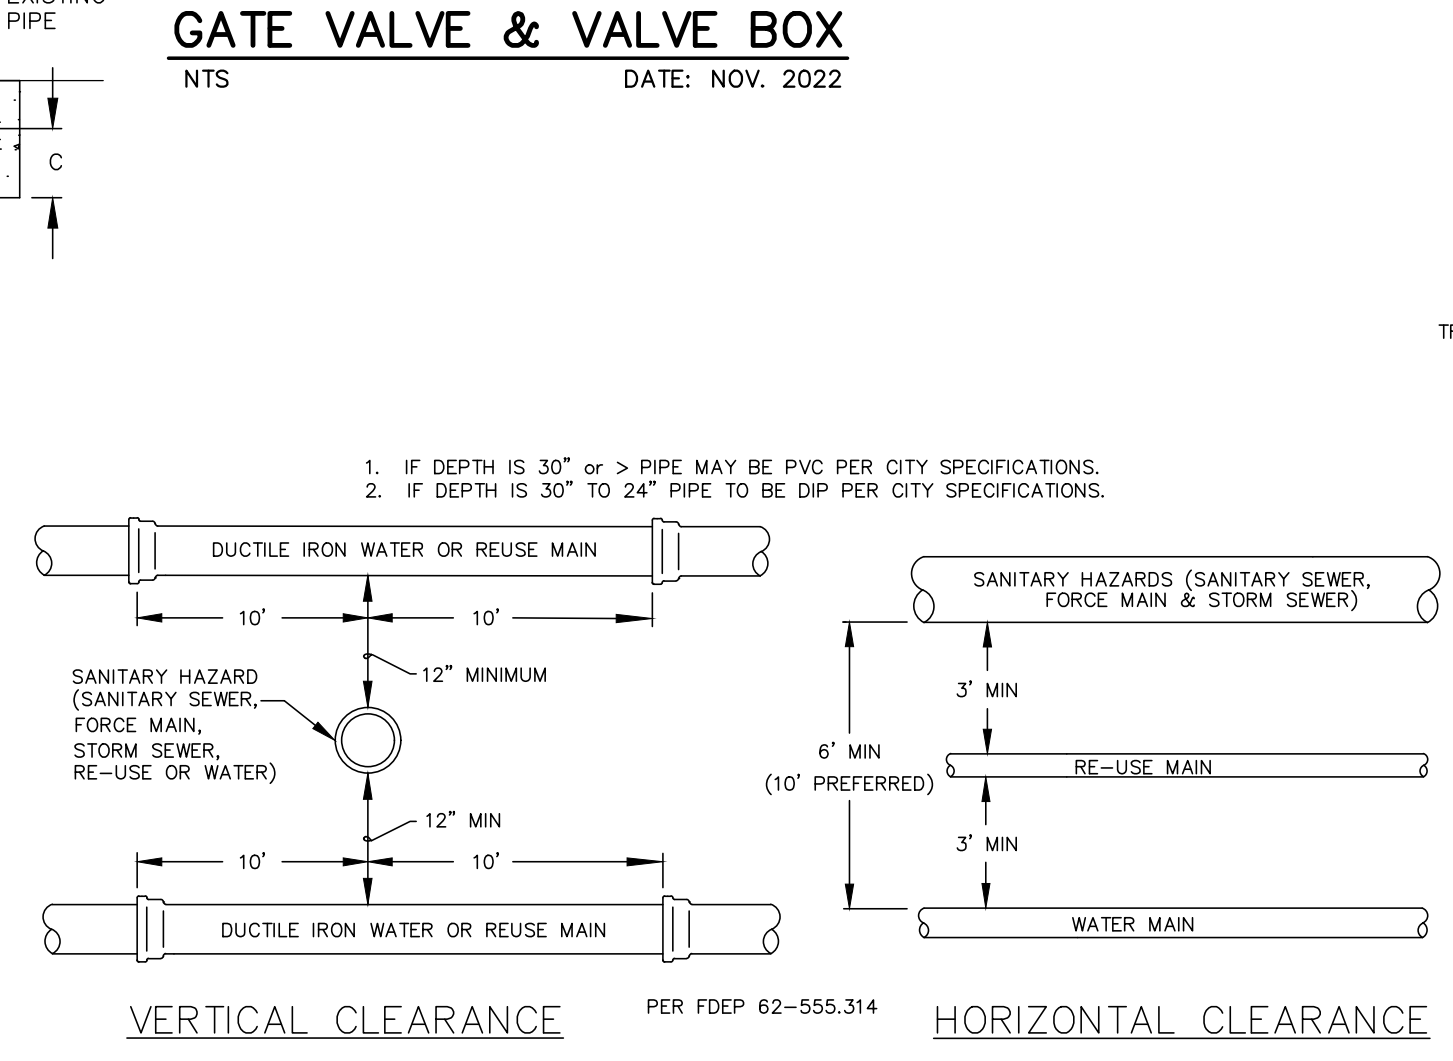 PIPE
GATE VALVE & VALVE BOX
NTS
DATE: NOV. 2022
C
1. IF DEPTH IS 30" or > PIPE MAY BE PVC PER CITY SPECIFICATIONS.
2. IF DEPTH IS 30" TO 24" PIPE TO BE DIP PER CITY SPECIFICATIONS.
DUCTILE IRON WATER OR REUSE MAIN
10'
10'
12" MINIMUM
SANITARY HAZARD
(SANITARY SEWER,
FORCE MAIN,
STORM SEWER,
RE-USE OR WATER)
12" MIN
10'
10'
DUCTILE IRON WATER OR REUSE MAIN
VERTICAL CLEARANCE
PER FDEP 62-555.314
SANITARY HAZARDS (SANITARY SEWER,
FORCE MAIN & STORM SEWER)
3' MIN
6' MIN
(10' PREFERRED)
RE-USE MAIN
3' MIN
WATER MAIN
HORIZONTAL CLEARANCE